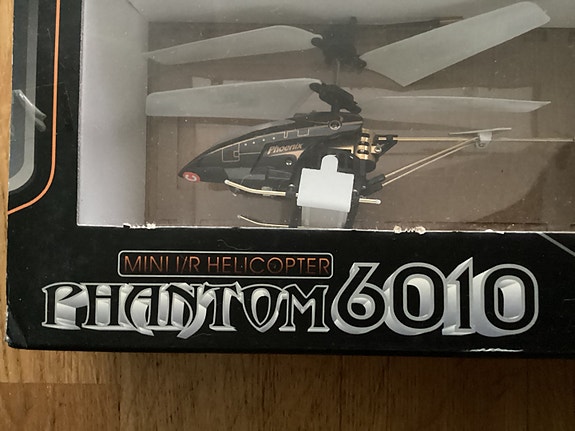 Phoenix
MINI I/R HELICOPTER
PHANTOM 6010